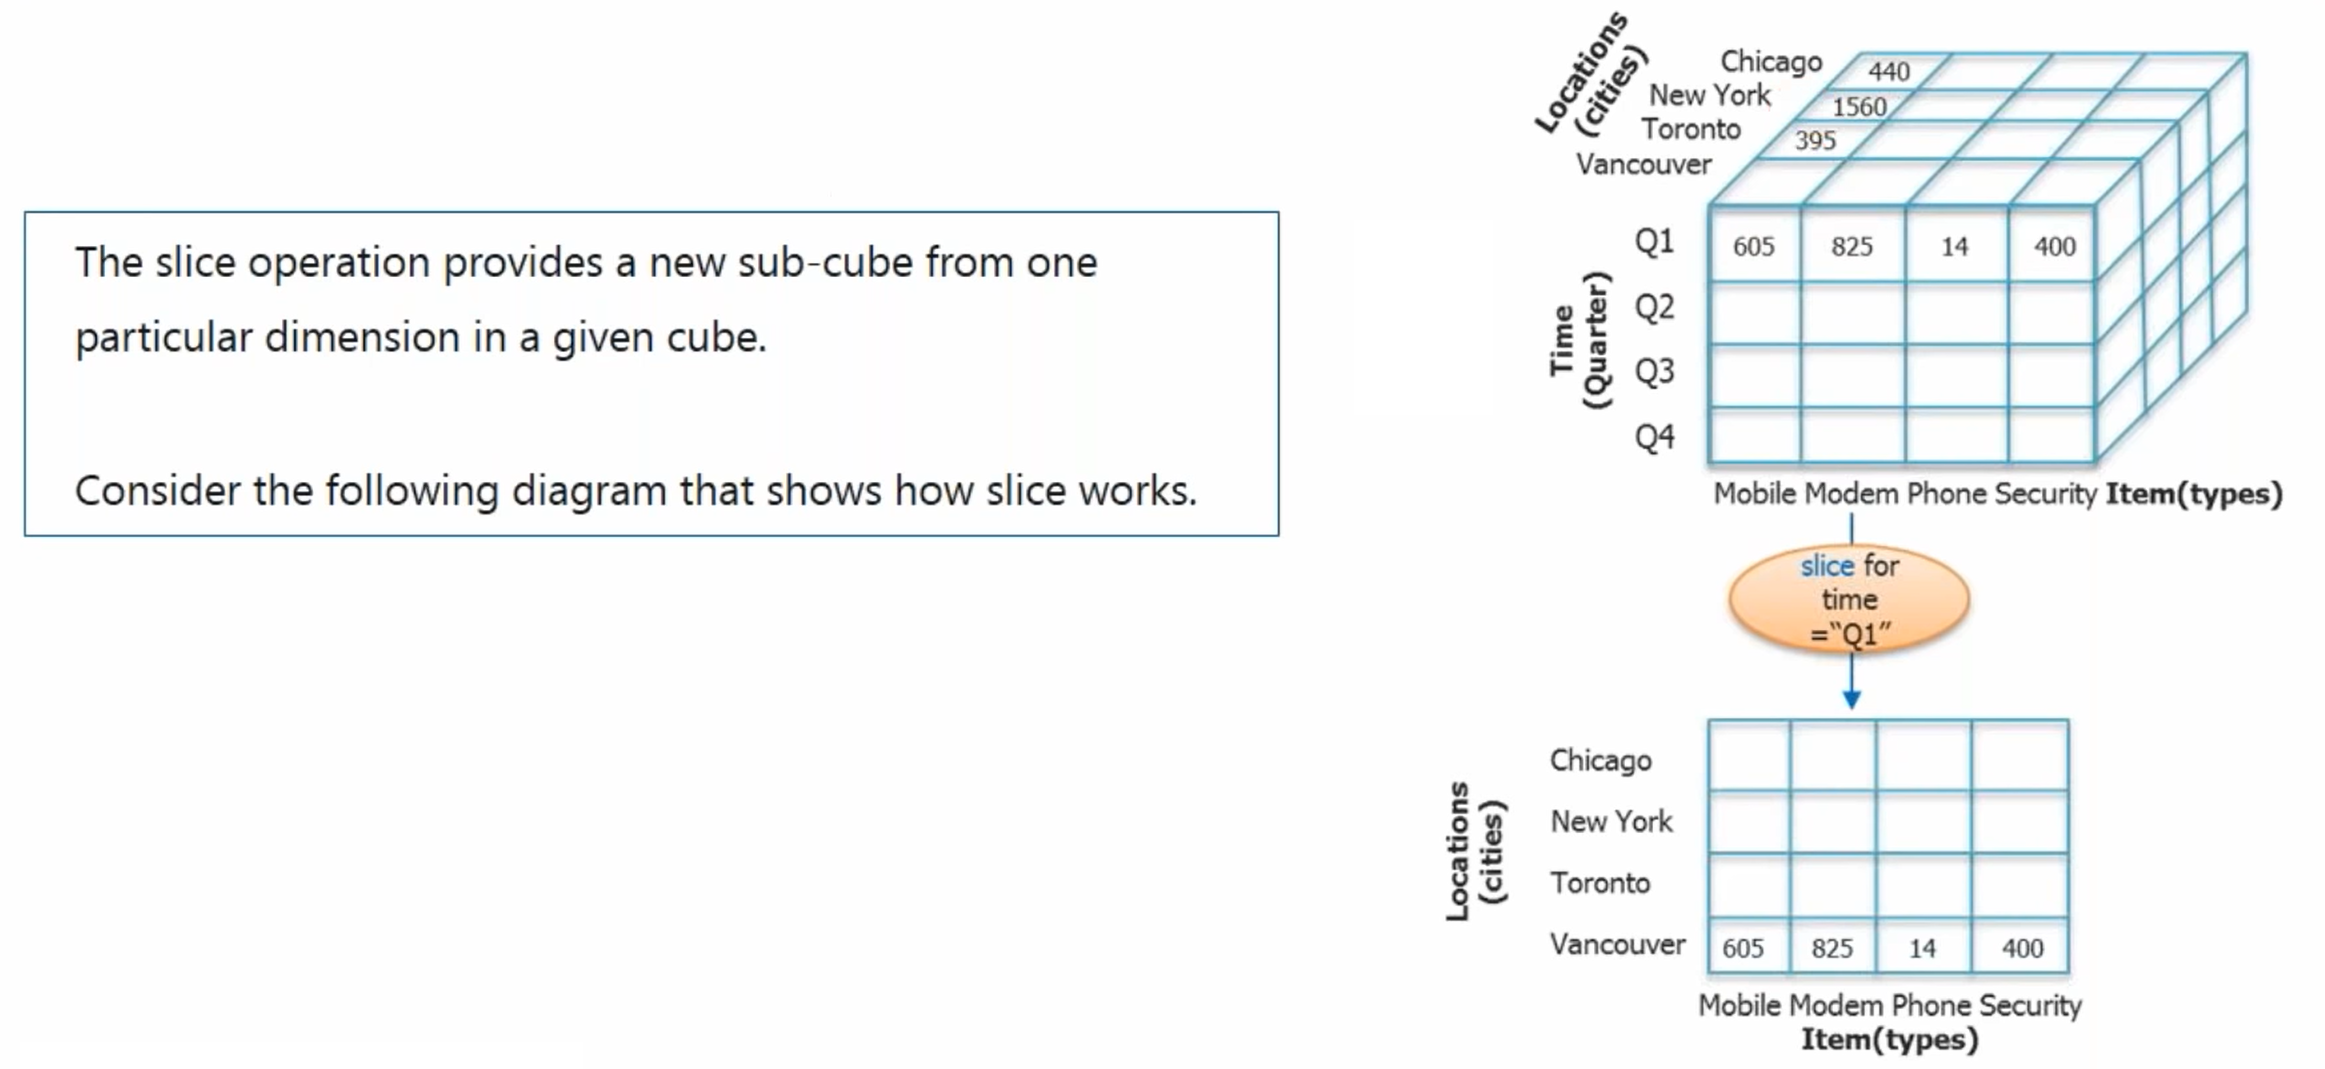 The slice operation provides a new sub-cube from one
particular dimension in a given cube.
Consider the following diagram that shows how slice works.
Locations
(cities)
Chicago
440
New York
1560
Toronto
395
Vancouver
Time
(Quarter)
Q1
605 825 14 400
Q2
Q3
Q4
Mobile Modem Phone Security Item(types)
slice for
time
="Q1"
Locations
(cities)
Chicago
New York
Toronto
Vancouver 605 825 14 400
Mobile Modem Phone Security
Item(types)